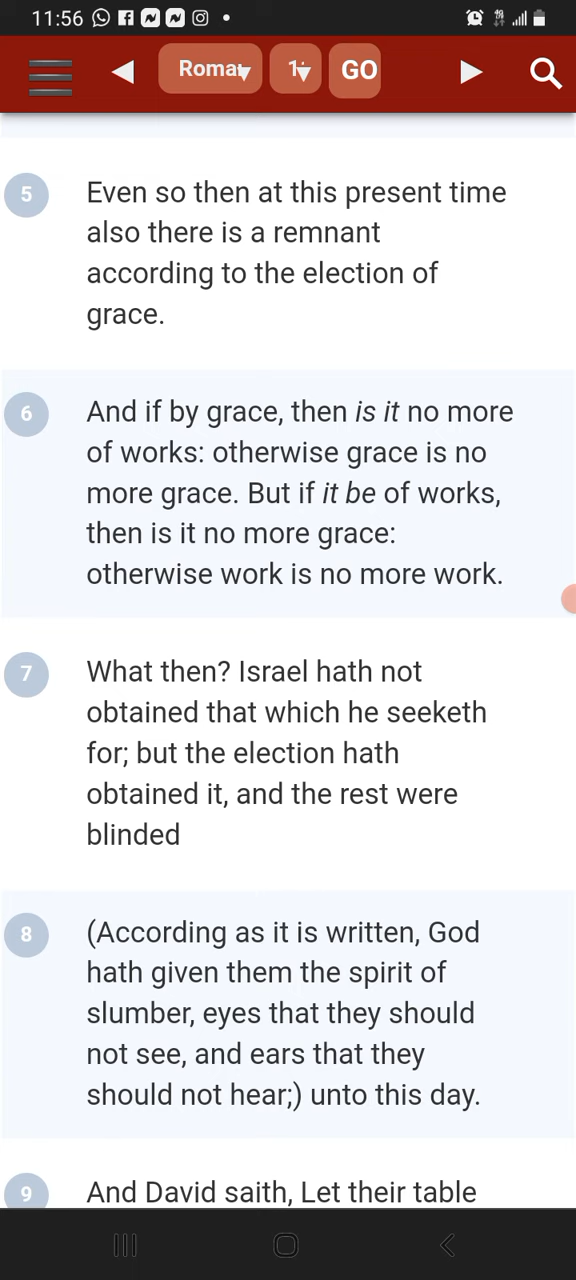 11:56
Roma
1
GO
5
Even so then at this present time
also there is a remnant
according to the election of
grace.
6
And if by grace, then is it no more
of works: otherwise grace is no
more grace. But if it be of works,
then is it no more grace:
otherwise work is no more work.
7
What then? Israel hath not
obtained that which he seeketh
for; but the election hath
obtained it, and the rest were
blinded
8
(According as it is written, God
hath given them the spirit of
slumber, eyes that they should
not see, and ears that they
should not hear;) unto this day.
9
And David saith, Let their table